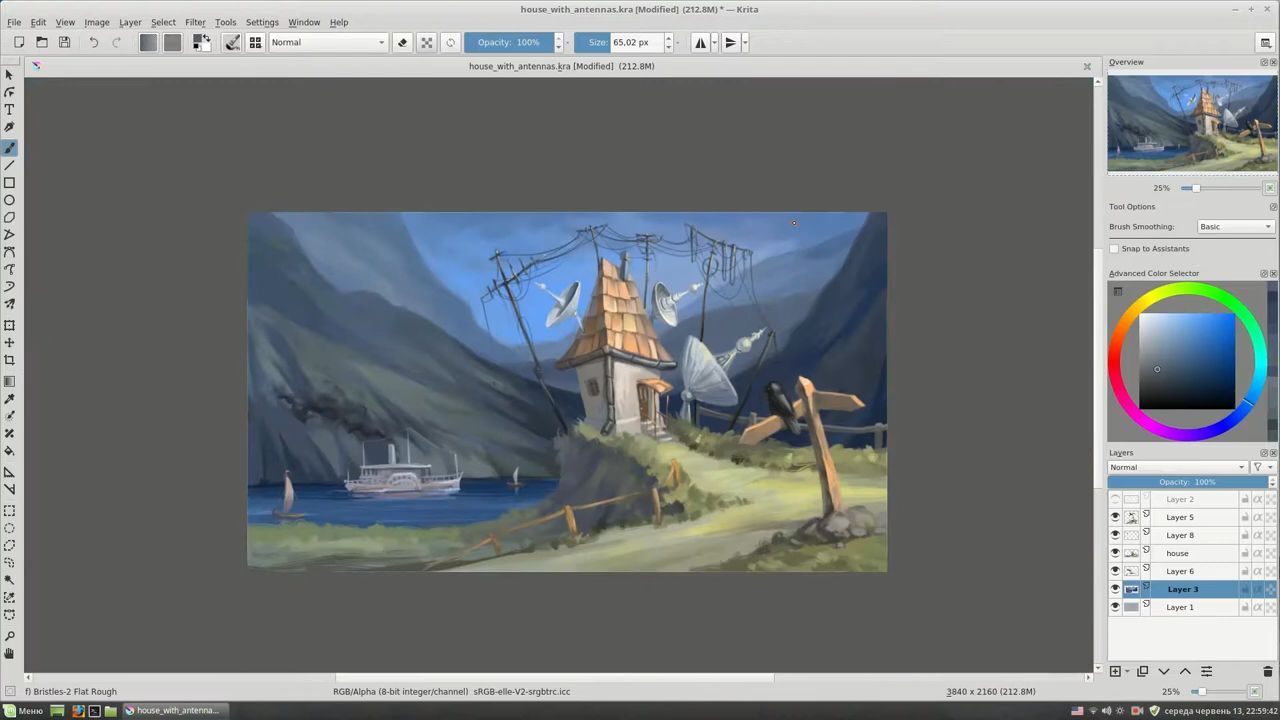 house_with_antennas.kra [Modified] (212.8M) * — Krita
File Edit View Image Layer Select Filter Tools Settings Window Help
Normal Opacity: 100% Size: 65.02 px
house_with_antennas.kra [Modified] (212.8M)
Overview
25%
Tool Options
Brush Smoothing: Basic
Snap to Assistants
Advanced Color Selector
Layers
Normal
Opacity: 100%
Layer 2
Layer 5
Layer 8
house
Layer 6
Layer 3
Layer 1
f) Bristles-2 Flat Rough RGB/Alpha (8-bit integer/channel) sRGB-elle-V2-srgbtrc.icc 3840 x 2160 (212.8M) 25%
Меню house_with_antenna... середа червень 13, 22:59:42